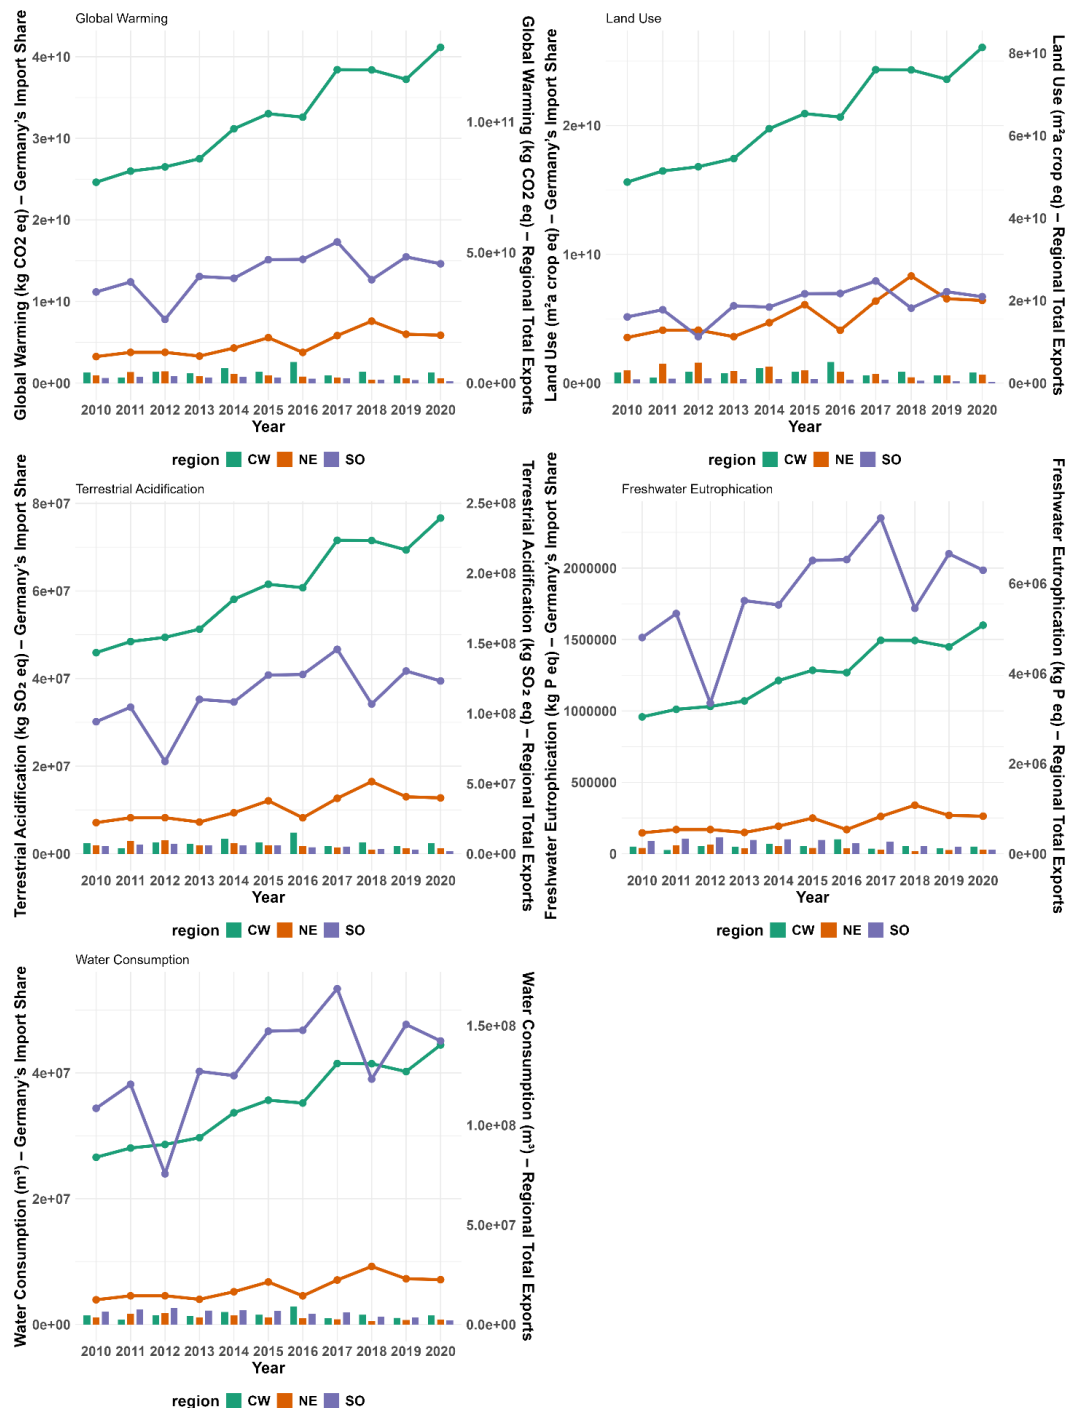 Global Warming
Global Warming (kg CO2 eq) – Germany's Import Share
4e+10
3e+10
2e+10
1e+10
0e+00
1.0e+11
5.0e+10
0.0e+00
Global Warming (kg CO2 eq) – Regional Total Exports
2010 2011 2012 2013 2014 2015 2016 2017 2018 2019 2020
Year
region CW NE SO
Land Use
Land Use (m²a crop eq) – Germany's Import Share
2e+10
1e+10
0e+00
8e+10
6e+10
4e+10
2e+10
0e+00
Land Use (m²a crop eq) – Regional Total Exports
2010 2011 2012 2013 2014 2015 2016 2017 2018 2019 2020
Year
region CW NE SO
Terrestrial Acidification
Terrestrial Acidification (kg SO₂ eq) – Germany's Import Share
8e+07
6e+07
4e+07
2e+07
0e+00
2.5e+08
2.0e+08
1.5e+08
1.0e+08
5.0e+07
0.0e+00
Terrestrial Acidification (kg SO₂ eq) – Regional Total Exports
2010 2011 2012 2013 2014 2015 2016 2017 2018 2019 2020
Year
region CW NE SO
Freshwater Eutrophication
Freshwater Eutrophication (kg P eq) – Germany's Import Share
2000000
1500000
1000000
500000
0
6e+06
4e+06
2e+06
0e+00
Freshwater Eutrophication (kg P eq) – Regional Total Exports
2010 2011 2012 2013 2014 2015 2016 2017 2018 2019 2020
Year
region CW NE SO
Water Consumption
Water Consumption (m³) – Germany's Import Share
4e+07
2e+07
0e+00
1.5e+08
1.0e+08
5.0e+07
0.0e+00
Water Consumption (m³) – Regional Total Exports
2010 2011 2012 2013 2014 2015 2016 2017 2018 2019 2020
Year
region CW NE SO